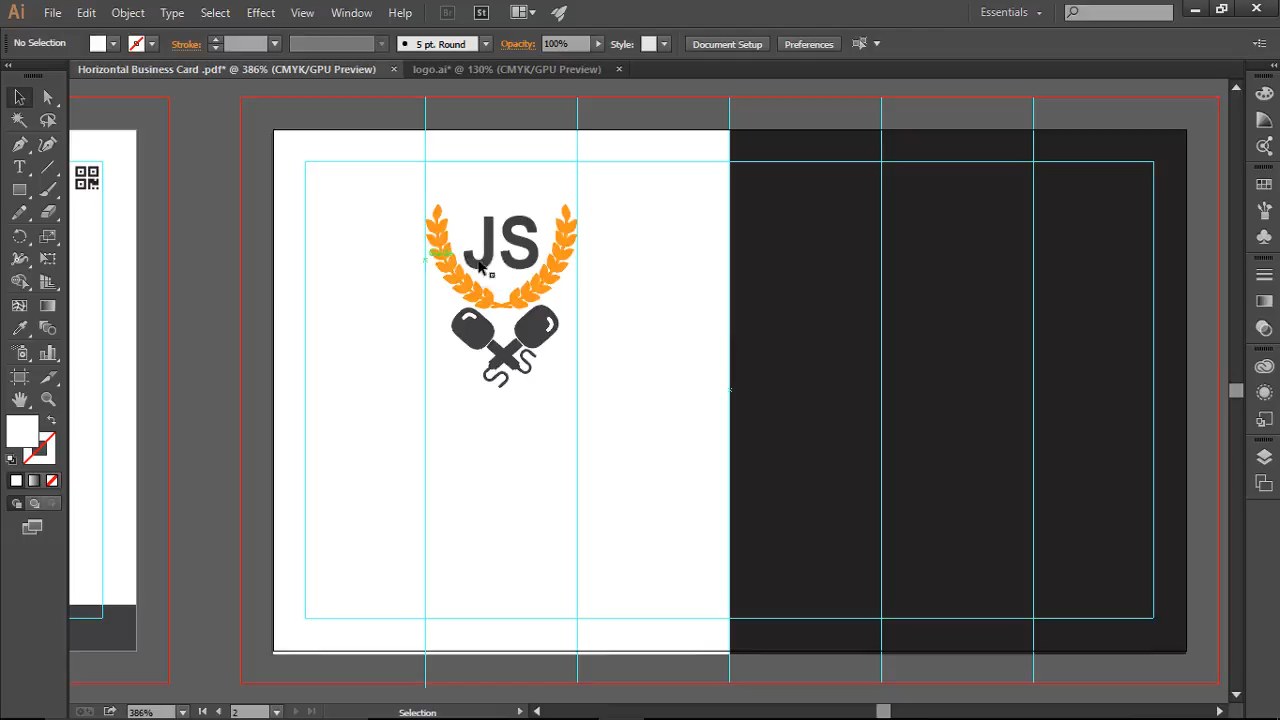 Ai File Edit Object Type Select Effect View Window Help Br St Essentials
No Selection Stroke: 5 pt. Round Opacity: 100% Style: Document Setup Preferences
Horizontal Business Card .pdf* @ 386% (CMYK/GPU Preview) × logo.ai* @ 130% (CMYK/GPU Preview) ×
JS
386% 2 Selection